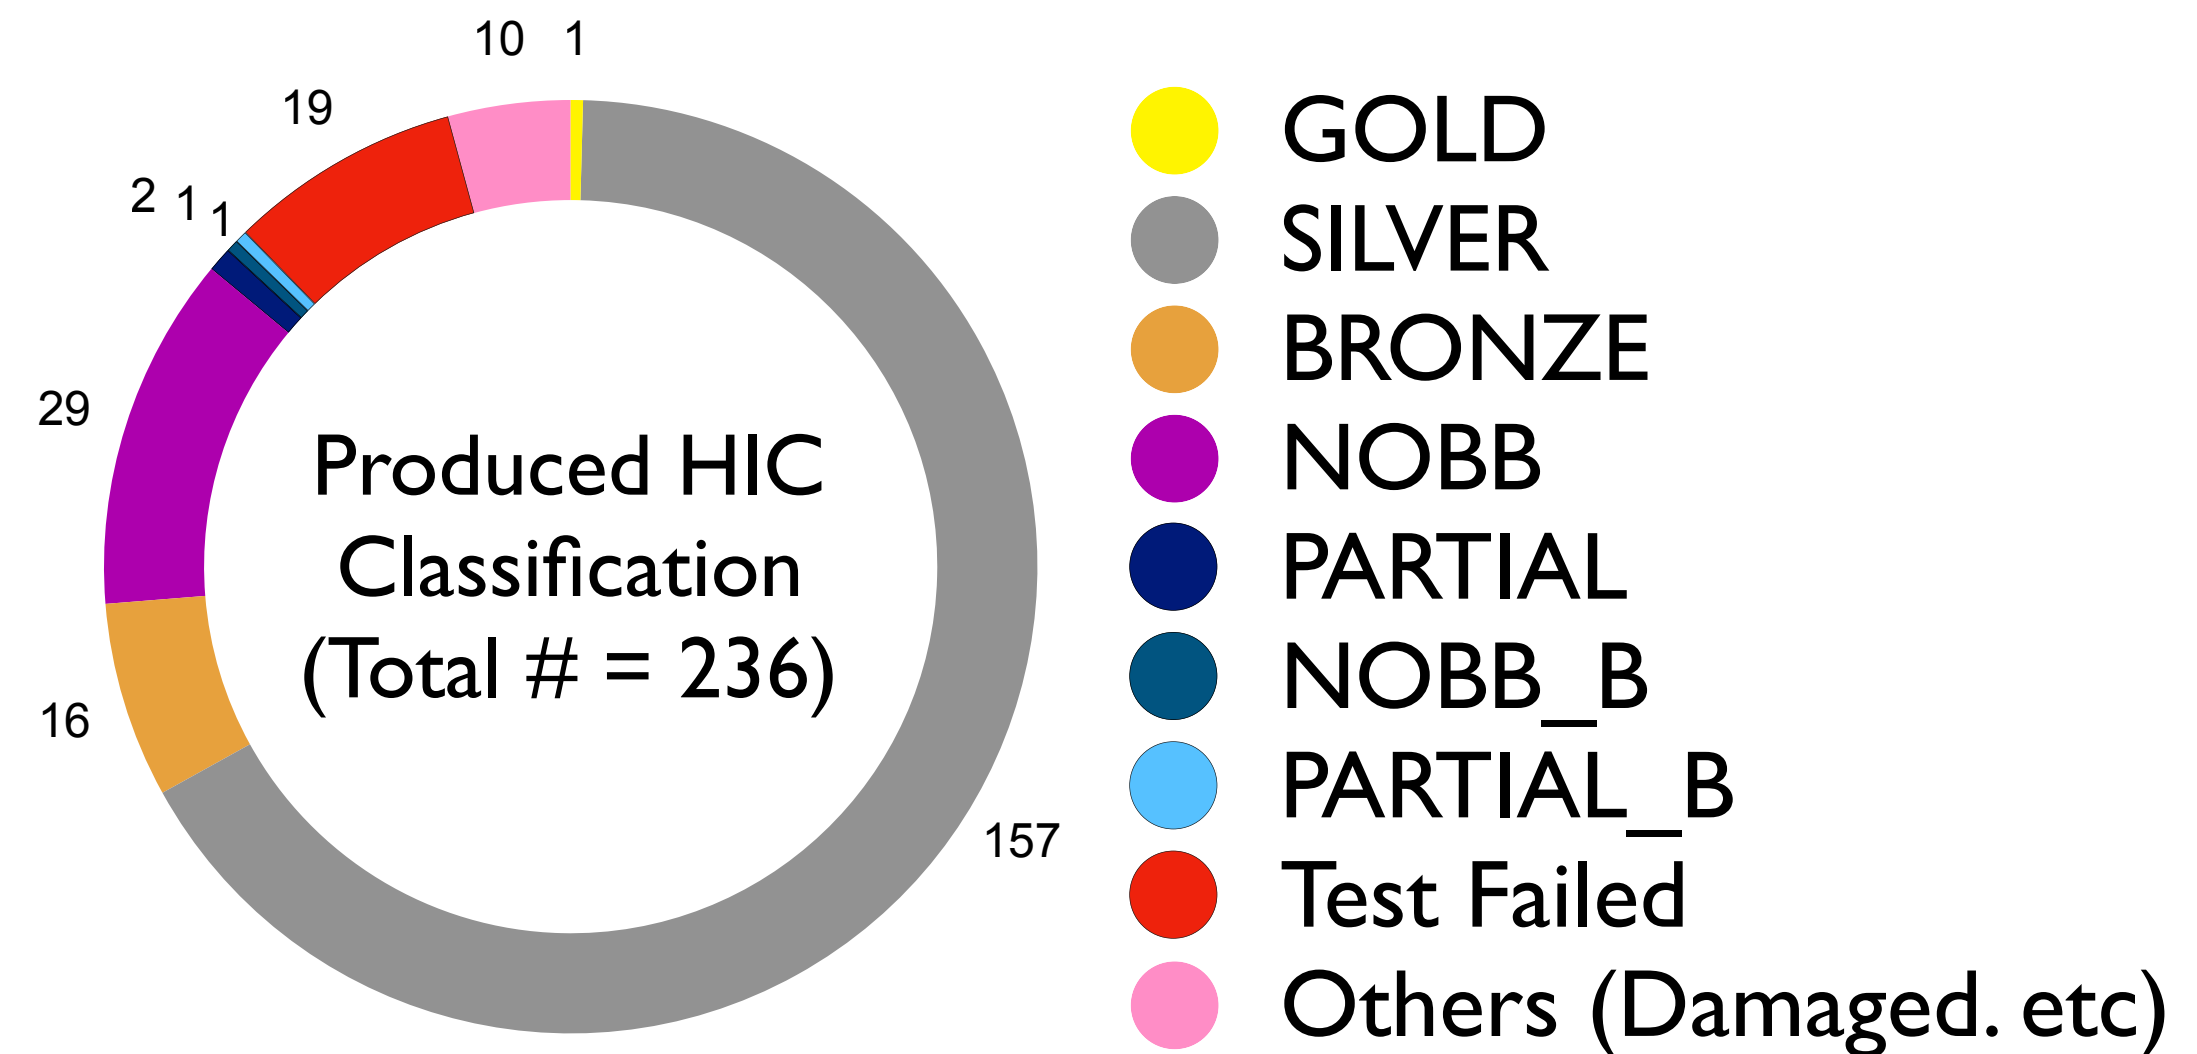 10 1
19
2 1 1
29
16
157
Produced HIC
Classification
(Total # = 236)
GOLD
SILVER
BRONZE
NOBB
PARTIAL
NOBB_B
PARTIAL_B
Test Failed
Others (Damaged. etc)